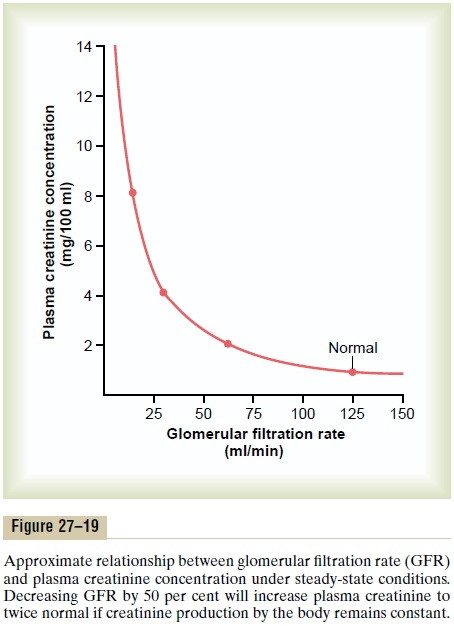 14
12
10
8
6
4
2
Plasma creatinine concentration
(mg/100 ml)
Normal
25 50 75 100 125 150
Glomerular filtration rate
(ml/min)
Figure 27–19
Approximate relationship between glomerular filtration rate (GFR)
and plasma creatinine concentration under steady-state conditions.
Decreasing GFR by 50 per cent will increase plasma creatinine to
twice normal if creatinine production by the body remains constant.